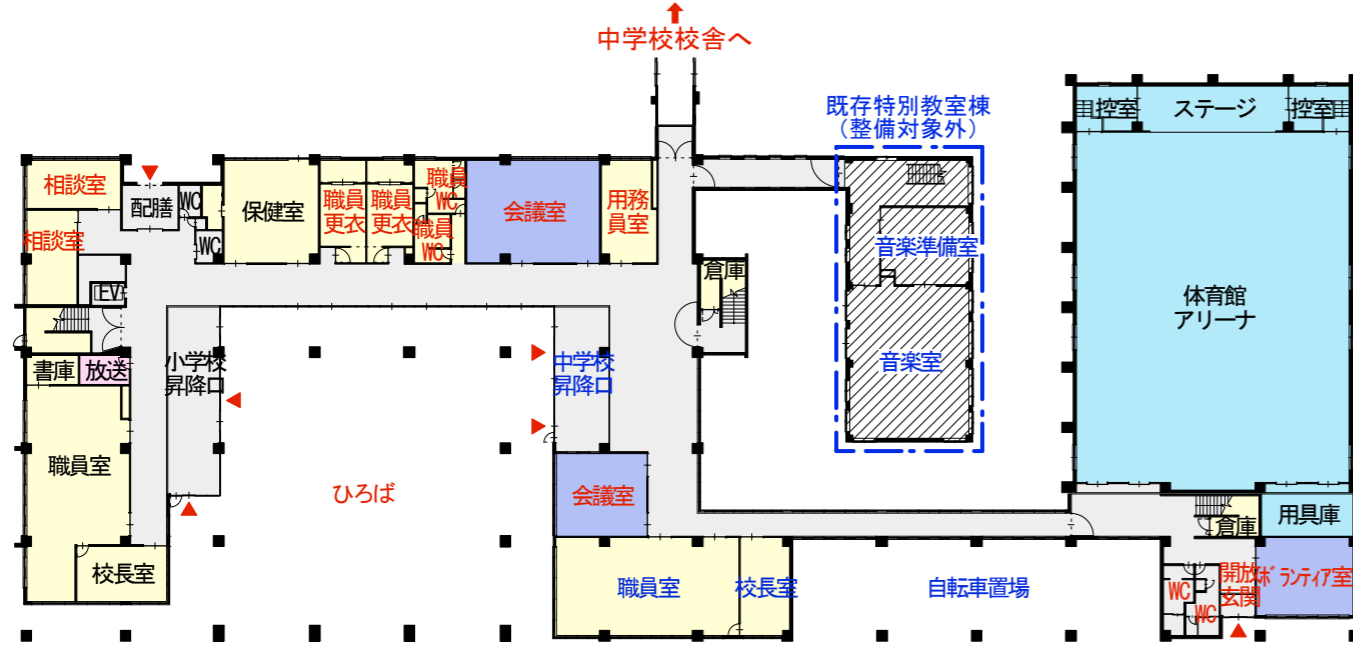 中学校校舎へ
既存特別教室棟
(整備対象外)
控室
ステージ
控室
相談室
配膳
WC
保健室
職員
更衣
職員
更衣
職員
WC
会議室
用務
員室
相談室
WC
職員
WC
音楽準備室
倉庫
EV
体育館
アリーナ
書庫
放送
小学校
昇降口
中学校
昇降口
音楽室
職員室
ひろば
会議室
用具庫
倉庫
校長室
職員室
校長室
自転車置場
WC
WC
開放
玄関
ボランティア室